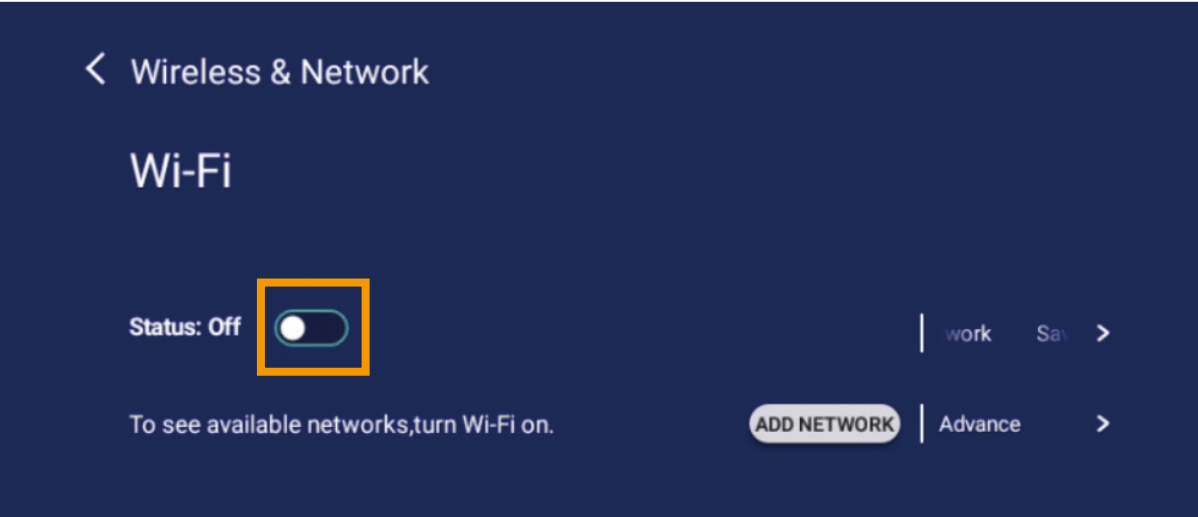 Wireless & Network
Wi-Fi
Status: Off
work
To see available networks,turn Wi-Fi on.
ADD NETWORK
Advance